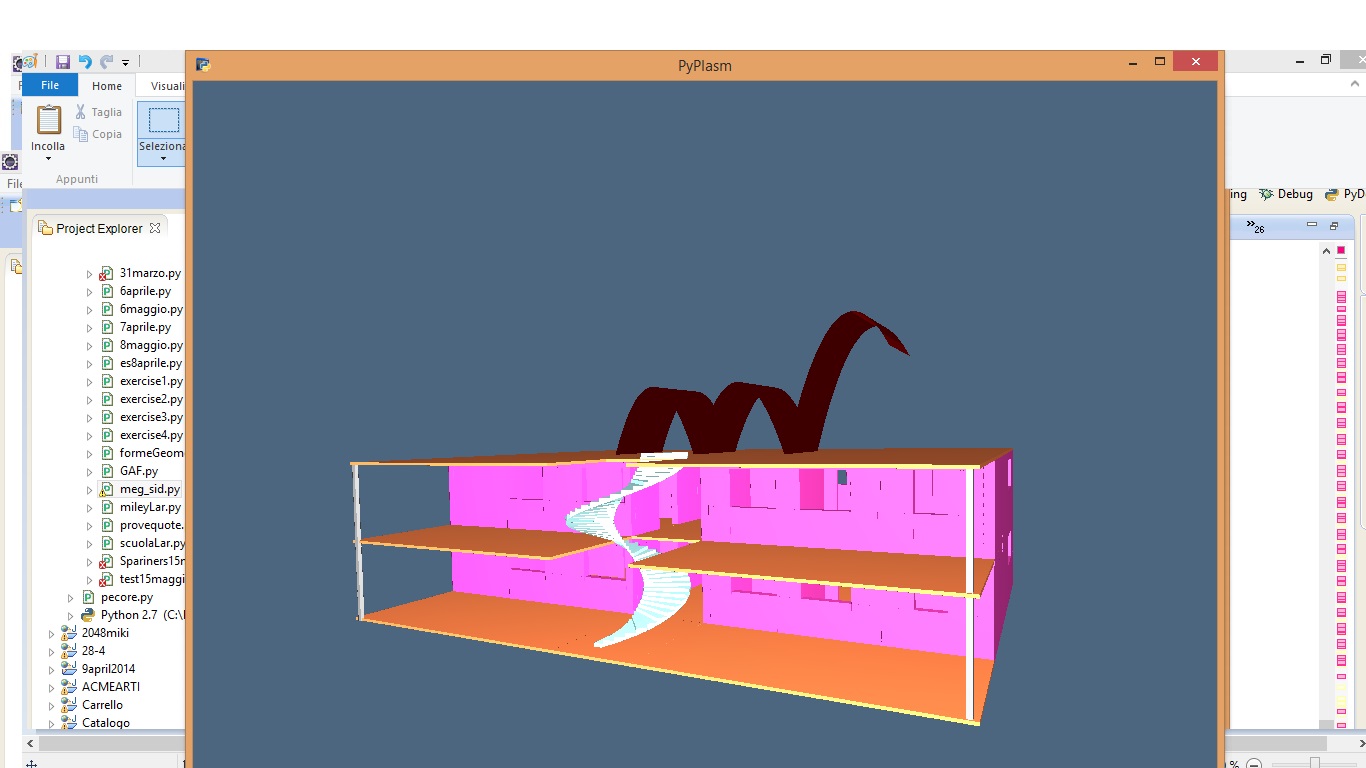 PyPlasm
File
Home
Visuali
Taglia
Copia
Incolla
Seleziona
Appunti
File
ing
Debug
PyD
Project Explorer
26
31marzo.py
6aprile.py
6maggio.py
7aprile.py
8maggio.py
es8aprile.py
exercise1.py
exercise2.py
exercise3.py
exercise4.py
formeGeom
GAF.py
meg_sid.py
mileyLar.py
provequote.
scuolaLar.py
Spariners15m
test15maggi
pecore.py
Python 2.7 (C:\
2048miki
28-4
9april2014
ACMEARTI
Carrello
Catalogo
%